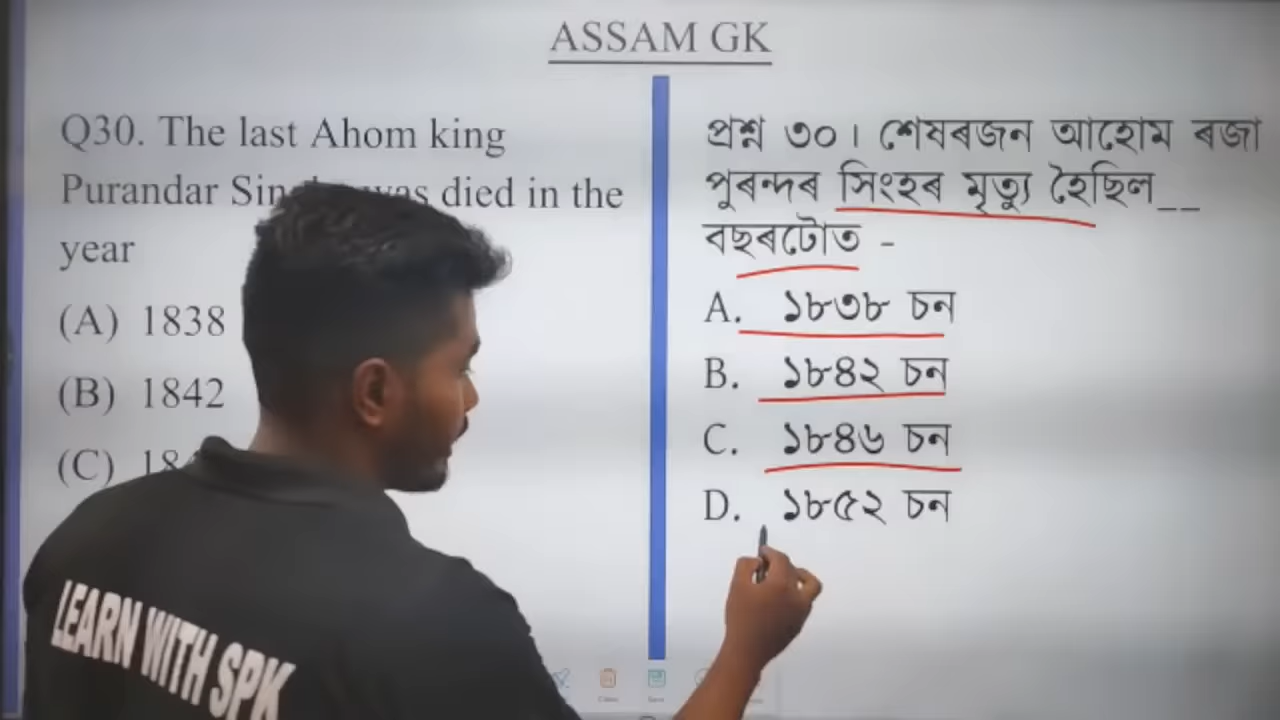 ASSAM GK
Q30. The last Ahom king
Purandar was died in the
year
(A) 1838
(B) 1842
(C)
প্ৰশ্ন ৩০। শেষৰজন আহোম ৰজা
পুৰন্দৰ সিংহৰ মৃত্যু হৈছিল__
বছৰটোত -
A. ১৮৩৮ চন
B. ১৮৪২ চন
C. ১৮৪৬ চন
D. ১৮৫২ চন
LEARN WITH SPK